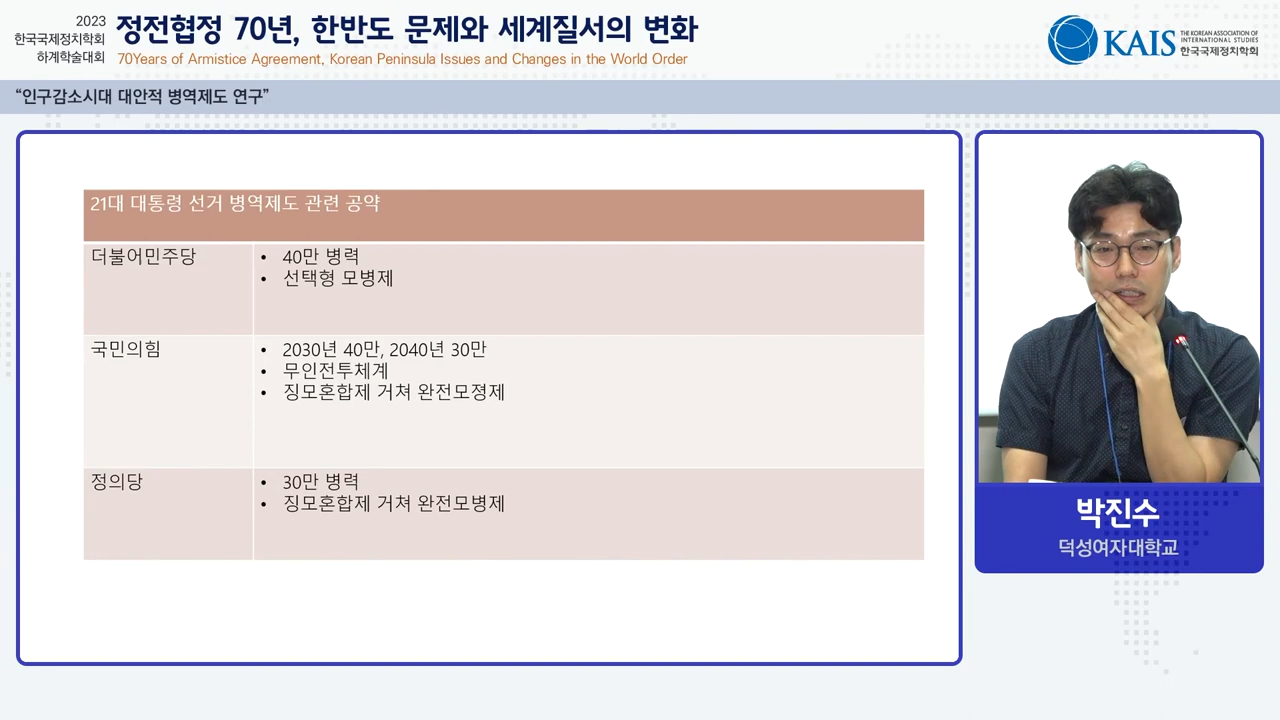 2023
한국국제정치학회
하계학술대회
정전협정 70년, 한반도 문제와 세계질서의 변화
70Years of Armistice Agreement, Korean Peninsula Issues and Changes in the World Order
KAIS
THE KOREAN ASSOCIATION OF
INTERNATIONAL STUDIES
한국국제정치학회
“인구감소시대 대안적 병역제도 연구”
21대 대통령 선거 병역제도 관련 공약
더불어민주당
• 40만 병력
• 선택형 모병제
국민의힘
• 2030년 40만, 2040년 30만
• 무인전투체계
• 징모혼합제 거쳐 완전모졍제
정의당
• 30만 병력
• 징모혼합제 거쳐 완전모병제
박진수
덕성여자대학교